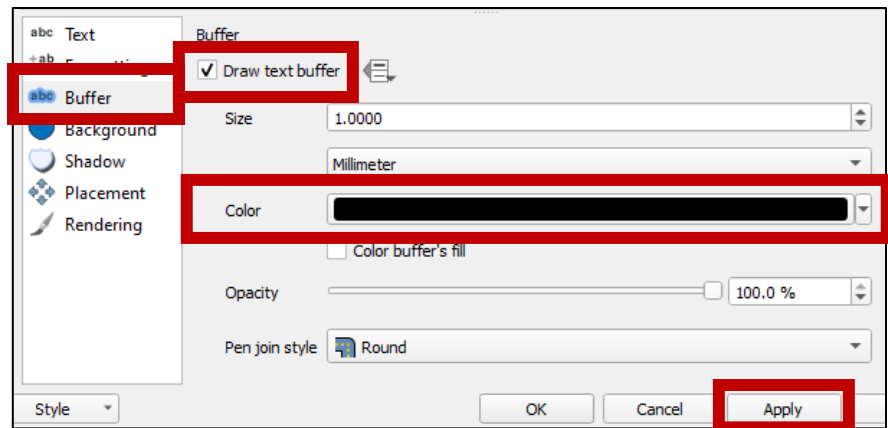 abc Text
Buffer
+ab
Draw text buffer
abc Buffer
Background
Size 1.0000
Shadow
Millimeter
Placement
Color
Rendering
Color buffer's fill
Opacity 100.0 %
Pen join style Round
Style OK Cancel Apply